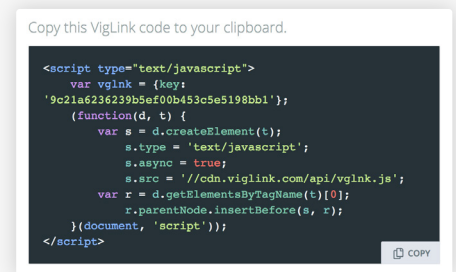 Copy this VigLink code to your clipboard.
<script type="text/javascript">
var vglnk = {key:
'9c21a6236239b5ef00b453c5e5198bb1'};
(function(d, t) {
var s = d.createElement(t);
s.type = 'text/javascript';
s.async = true;
s.src = '//cdn.viglink.com/api/vglnk.js';
var r = d.getElementsByTagName(t)[0];
r.parentNode.insertBefore(s, r);
}(document, 'script'));
</script>
COPY